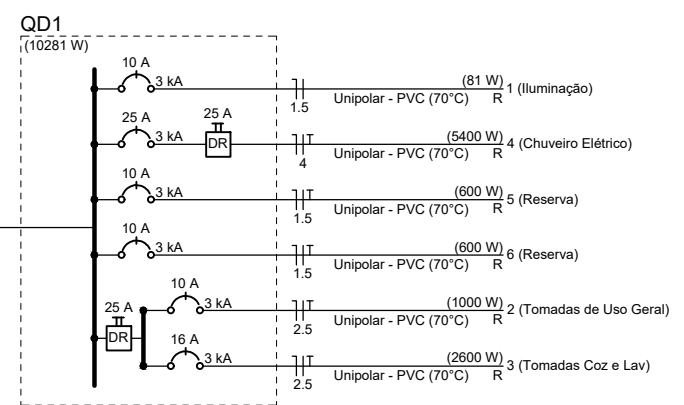 QD1
(10281 W)
10 A
3 kA
1.5
(81 W)
Unipolar - PVC (70°C) R
1 (Iluminação)
25 A
3 kA
25 A
DR
T
4
(5400 W)
Unipolar - PVC (70°C) R
4 (Chuveiro Elétrico)
10 A
3 kA
T
1.5
(600 W)
Unipolar - PVC (70°C) R
5 (Reserva)
10 A
3 kA
T
1.5
(600 W)
Unipolar - PVC (70°C) R
6 (Reserva)
25 A
DR
10 A
3 kA
T
2.5
(1000 W)
Unipolar - PVC (70°C) R
2 (Tomadas de Uso Geral)
16 A
3 kA
T
2.5
(2600 W)
Unipolar - PVC (70°C) R
3 (Tomadas Coz e Lav)